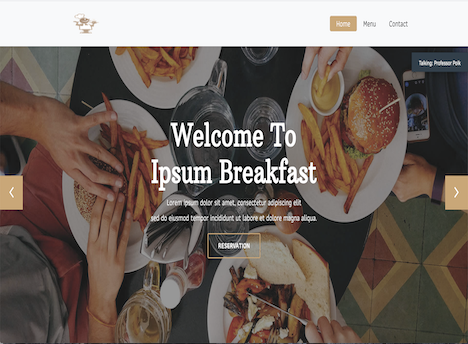 Home Menu Contact
Talking: Professor Polk
Welcome To
Ipsum Breakfast
Lorem ipsum dolor sit amet, consectetur adipiscing elit
sed do eiusmod tempor incididunt ut labore et dolore magna aliqua.
RESERVATION